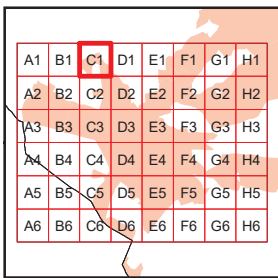 A1 B1 C1 D1 E1 F1 G1 H1
A2 B2 C2 D2 E2 F2 G2 H2
A3 B3 C3 D3 E3 F3 G3 H3
A4 B4 C4 D4 E4 F4 G4 H4
A5 B5 C5 D5 E5 F5 G5 H5
A6 B6 C6 D6 E6 F6 G6 H6